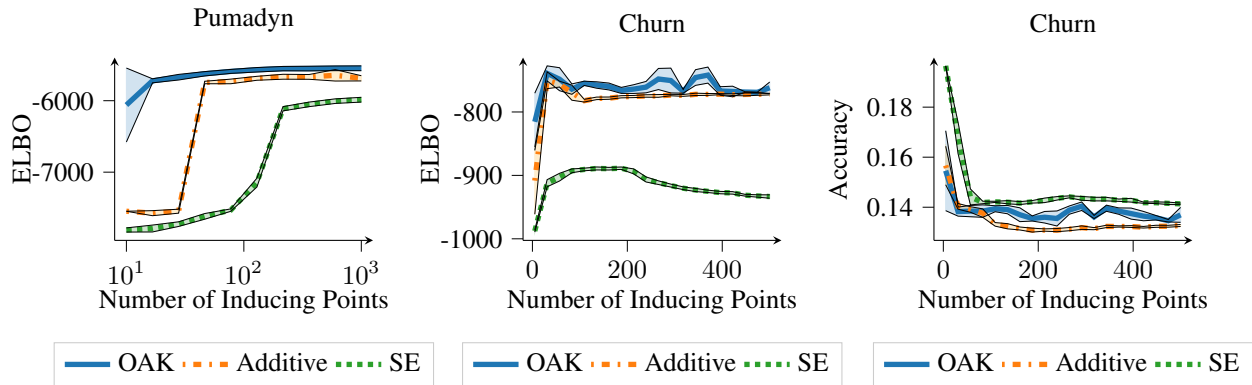 Pumadyn
ELBO
-6000
-7000
10^1
10^2
10^3
Number of Inducing Points
OAK Additive SE
Churn
ELBO
-800
-900
-1000
0
200
400
Number of Inducing Points
OAK Additive SE
Churn
Accuracy
0.18
0.16
0.14
0
200
400
Number of Inducing Points
OAK Additive SE